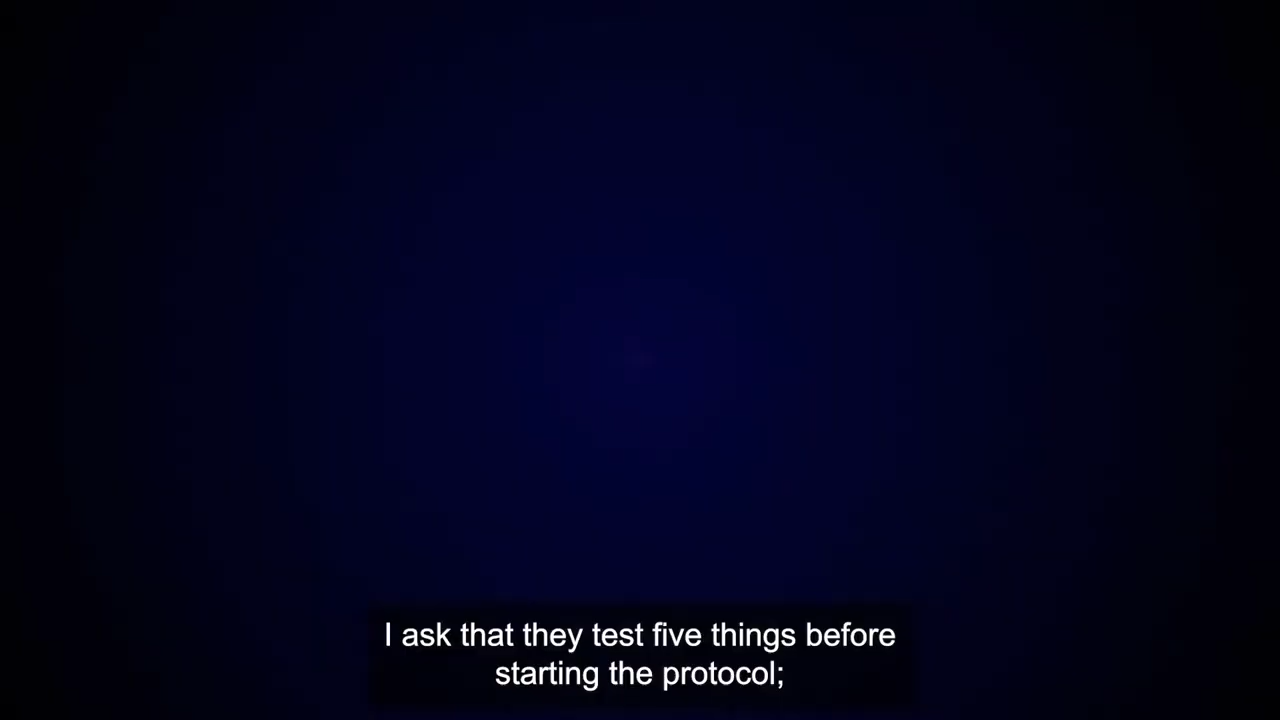 I ask that they test five things before
starting the protocol;